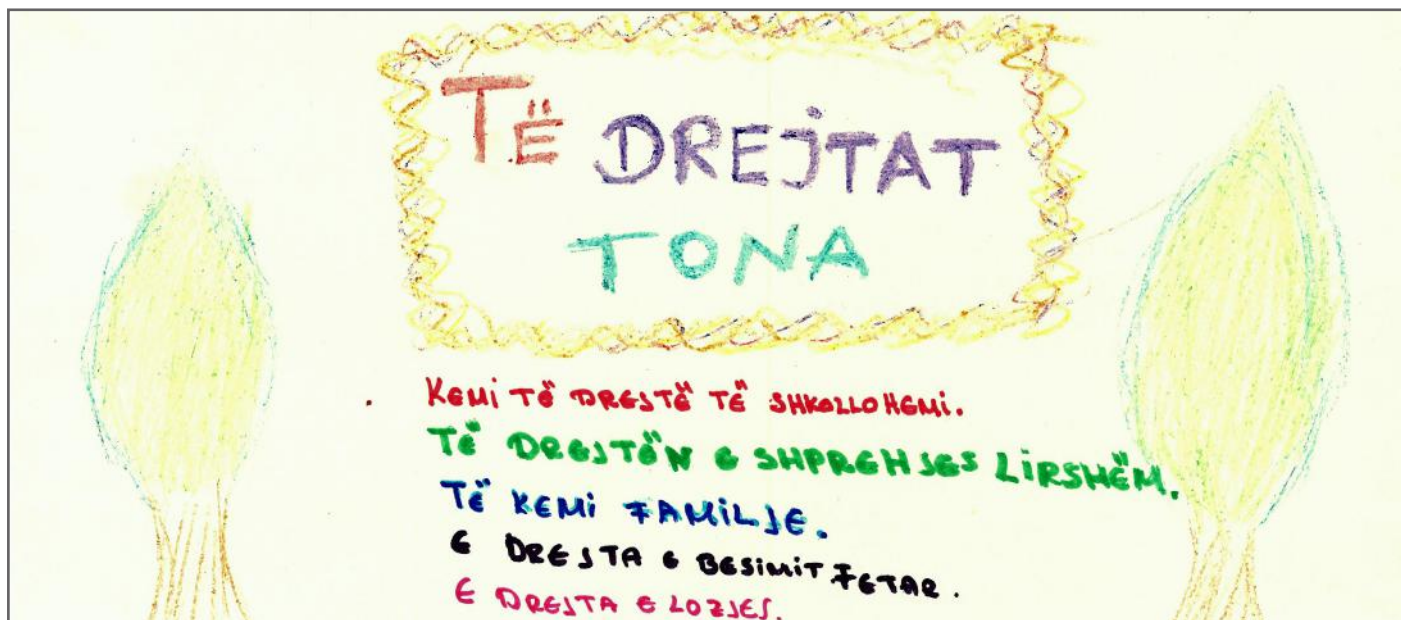 TË DREJTAT
TONA
KEMI TË DREJTË TË SHKOLLOHEMI.
TË DREJTËN E SHPREHJES LIRSHËM.
TË KEMI FAMILJE.
E DREJTA E BESIMIT FETAR.
E DREJTA E LOZJES.